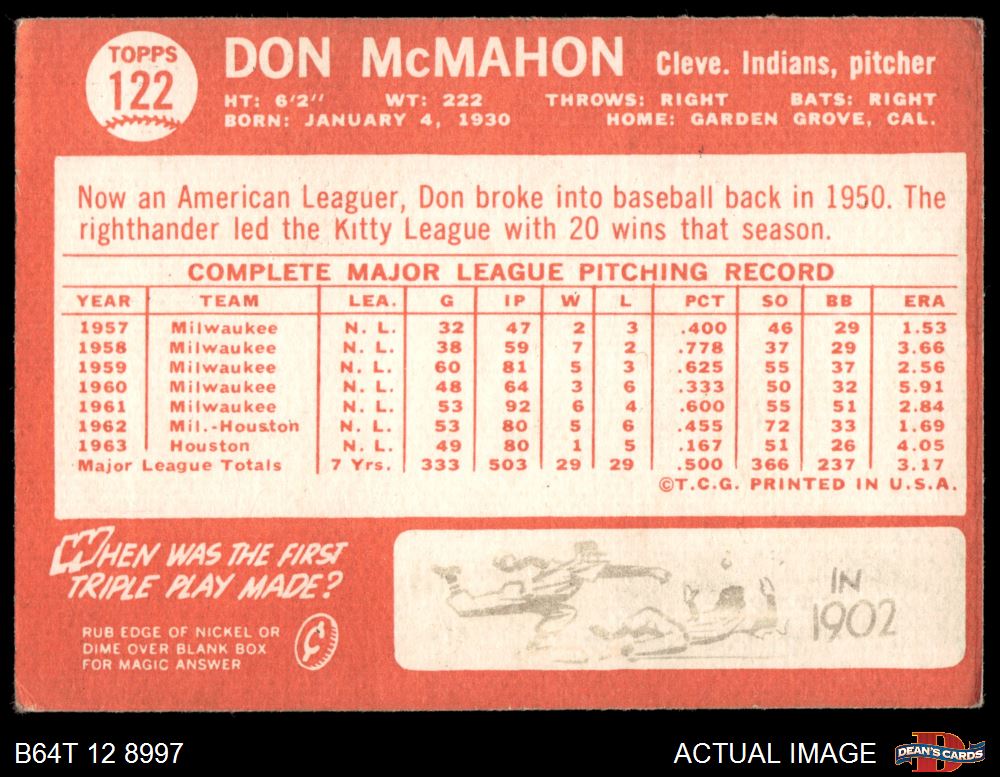 TOPPS
122
DON McMAHON Cleve. Indians, pitcher
HT: 6'2" WT: 222 THROWS: RIGHT BATS: RIGHT
BORN: JANUARY 4, 1930 HOME: GARDEN GROVE, CAL.
Now an American Leaguer, Don broke into baseball back in 1950. The
righthander led the Kitty League with 20 wins that season.
COMPLETE MAJOR LEAGUE PITCHING RECORD
YEAR TEAM LEA. G IP W L PCT SO BB ERA
1957 Milwaukee N. L. 32 47 2 3 .400 46 29 1.53
1958 Milwaukee N. L. 38 59 7 2 .778 37 29 3.66
1959 Milwaukee N. L. 60 81 5 3 .625 55 37 2.56
1960 Milwaukee N. L. 48 64 3 6 .333 50 32 5.91
1961 Milwaukee N. L. 53 92 6 4 .600 55 51 2.84
1962 Mil.-Houston N. L. 53 80 5 6 .455 72 33 1.69
1963 Houston N. L. 49 80 1 5 .167 51 26 4.05
Major League Totals 7 Yrs. 333 503 29 29 .500 366 237 3.17
©T.C.G. PRINTED IN U.S.A.
WHEN WAS THE FIRST
TRIPLE PLAY MADE?
RUB EDGE OF NICKEL OR
DIME OVER BLANK BOX
FOR MAGIC ANSWER
IN
1902
B64T 12 8997 ACTUAL IMAGE DEAN'S CARDS